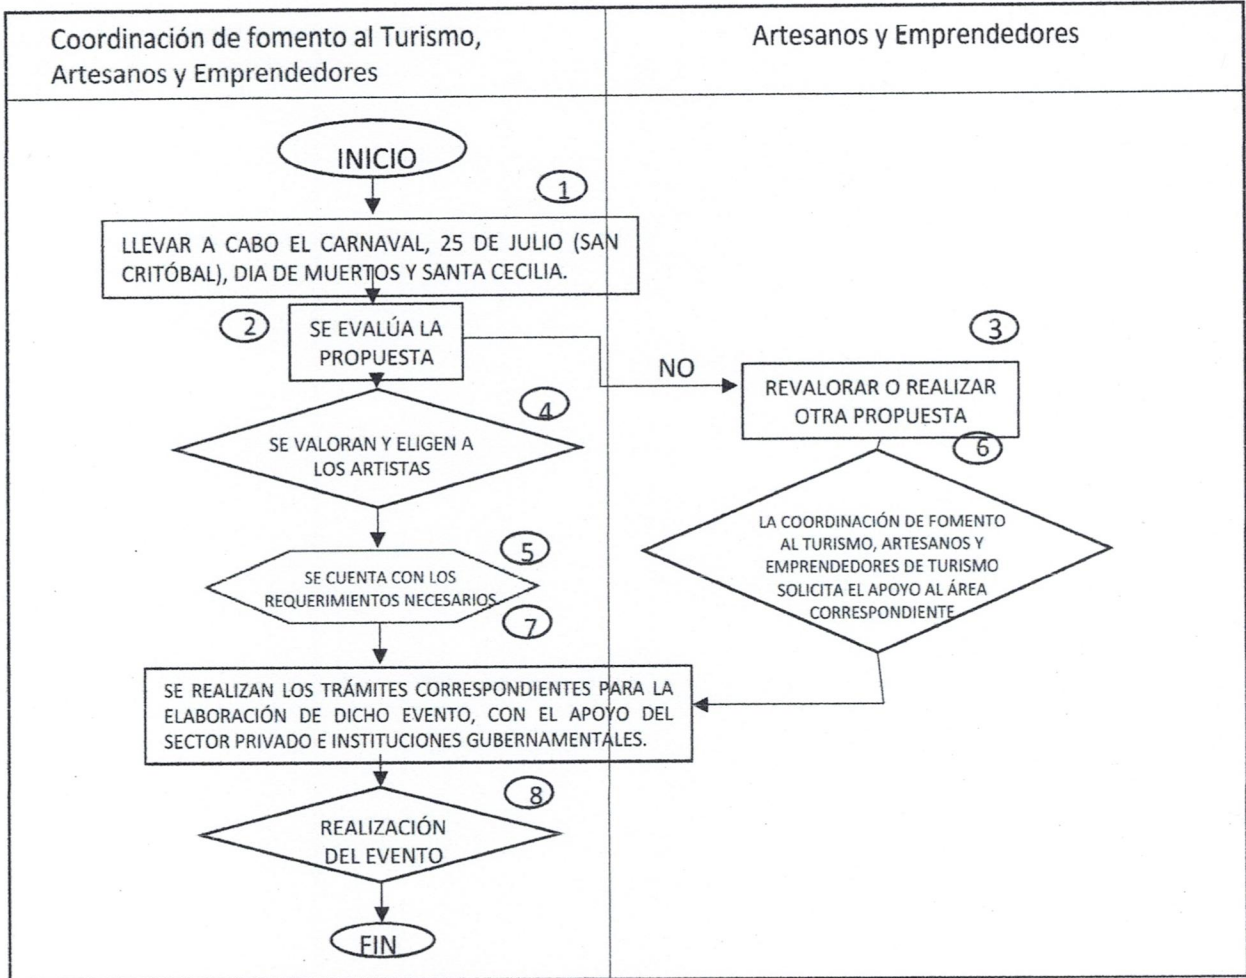 Coordinación de fomento al Turismo,
Artesanos y Emprendedores
Artesanos y Emprendedores
INICIO
1
LLEVAR A CABO EL CARNAVAL, 25 DE JULIO (SAN
CRITÓBAL), DIA DE MUERTOS Y SANTA CECILIA.
2
SE EVALÚA LA
PROPUESTA
NO
3
REVALORAR O REALIZAR
OTRA PROPUESTA
4
SE VALORAN Y ELIGEN A
LOS ARTISTAS
6
LA COORDINACIÓN DE FOMENTO
AL TURISMO, ARTESANOS Y
EMPRENDEDORES DE TURISMO
SOLICITA EL APOYO AL ÁREA
CORRESPONDIENTE
5
SE CUENTA CON LOS
REQUERIMIENTOS NECESARIOS
7
SE REALIZAN LOS TRÁMITES CORRESPONDIENTES PARA LA
ELABORACIÓN DE DICHO EVENTO, CON EL APOYO DEL
SECTOR PRIVADO E INSTITUCIONES GUBERNAMENTALES.
8
REALIZACIÓN
DEL EVENTO
FIN